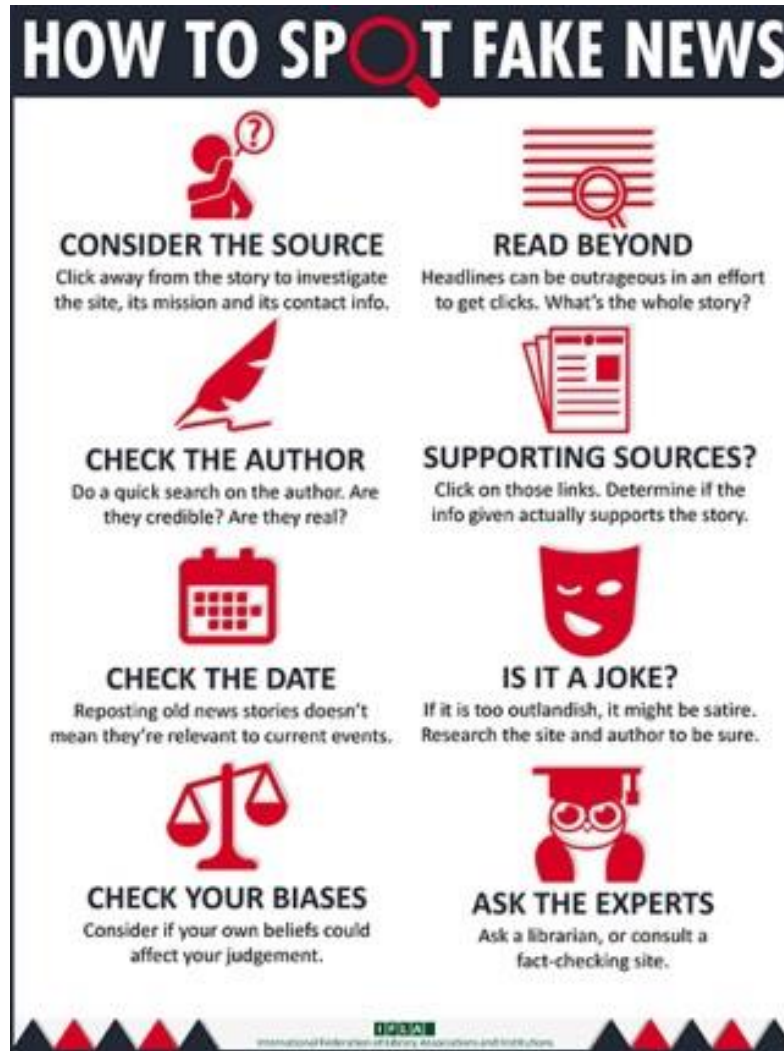 HOW TO SPOT FAKE NEWS
CONSIDER THE SOURCE
Click away from the story to investigate
the site, its mission and its contact info.
READ BEYOND
Headlines can be outrageous in an effort
to get clicks. What's the whole story?
CHECK THE AUTHOR
Do a quick search on the author. Are
they credible? Are they real?
SUPPORTING SOURCES?
Click on those links. Determine if the
info given actually supports the story.
CHECK THE DATE
Reposting old news stories doesn't
mean they're relevant to current events.
IS IT A JOKE?
If it is too outlandish, it might be satire.
Research the site and author to be sure.
CHECK YOUR BIASES
Consider if your own beliefs could
affect your judgement.
ASK THE EXPERTS
Ask a librarian, or consult a
fact-checking site.
IFLA
International Federation of Library Associations and Institutions